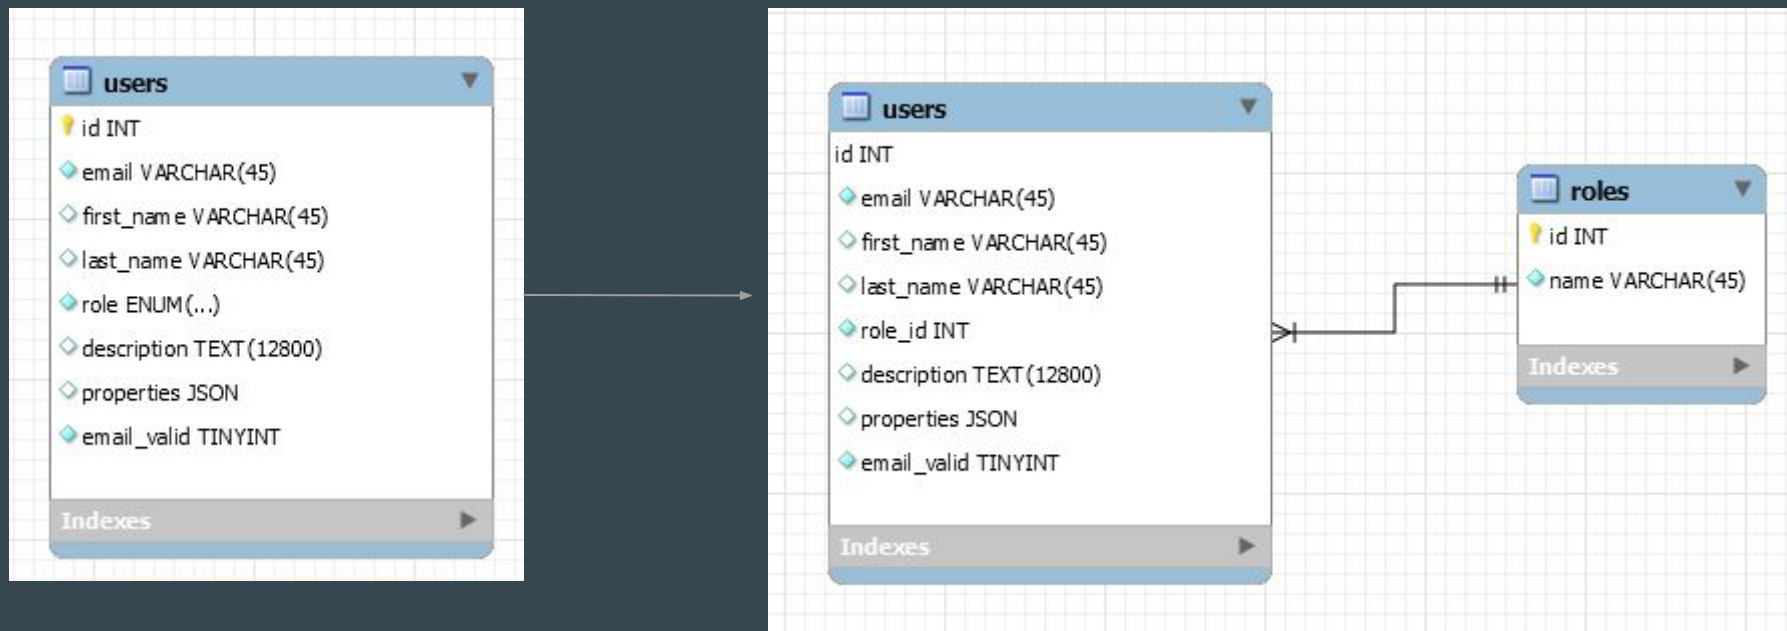 users
id INT
email VARCHAR(45)
first_name VARCHAR(45)
last_name VARCHAR(45)
role ENUM(...)
description TEXT(12800)
properties JSON
email_valid TINYINT
Indexes
users
id INT
email VARCHAR(45)
first_name VARCHAR(45)
last_name VARCHAR(45)
role_id INT
description TEXT(12800)
properties JSON
email_valid TINYINT
Indexes
roles
id INT
name VARCHAR(45)
Indexes